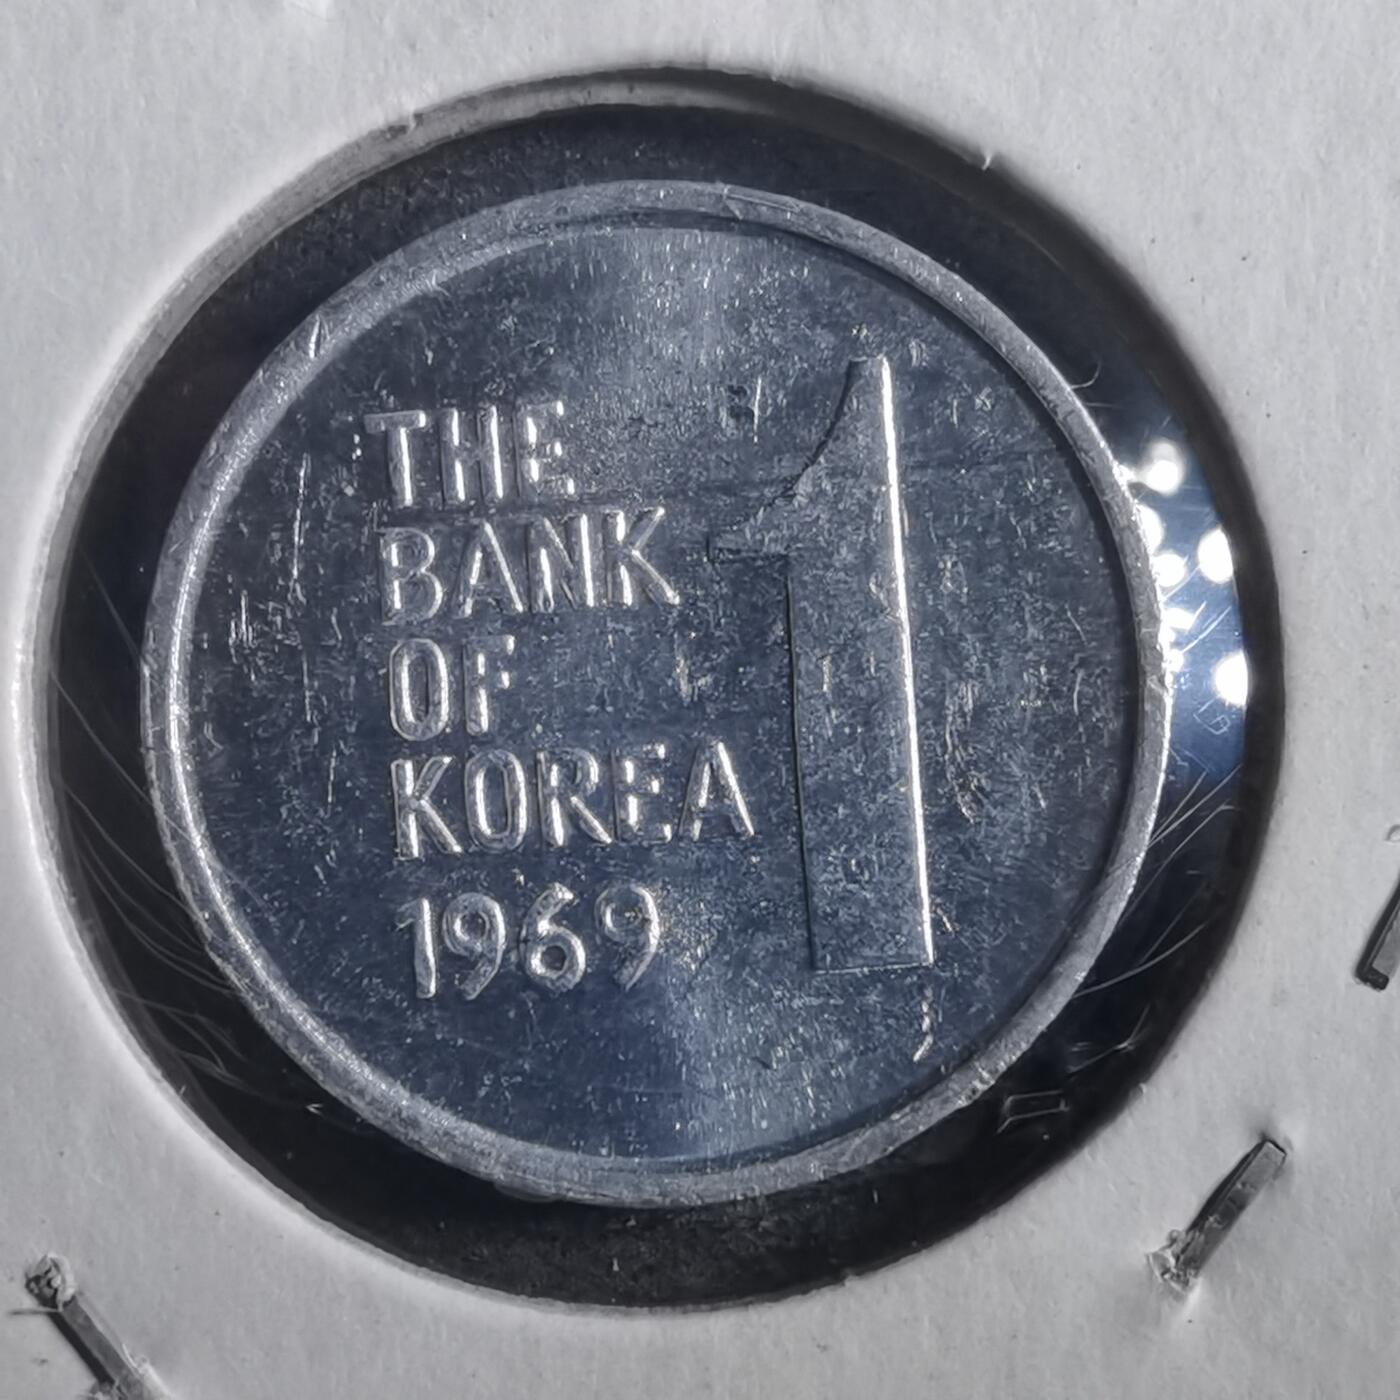 THE
BANK
OF
KOREA
1969
1